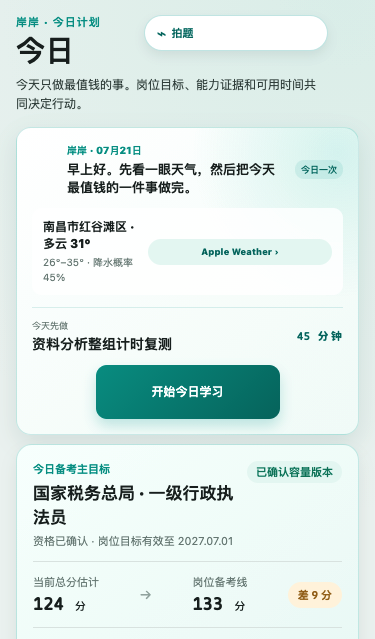 岸岸 · 今日计划
今日
拍题
今天只做最值钱的事。岗位目标、能力证据和可用时间共
同决定行动。
岸岸 · 07月21日
早上好。先看一眼天气，然后把今天
最值钱的一件事做完。
今日一次
南昌市红谷滩区 ·
多云 31°
26°–35° · 降水概率
45%
Apple Weather ›
今天先做
资料分析整组计时复测
45 分钟
开始今日学习
今日备考主目标
已确认容量版本
国家税务总局 · 一级行政执
法员
资格已确认 · 岗位目标有效至 2027.07.01
当前总分估计
124 分
→
岗位备考线
133 分
差 9 分